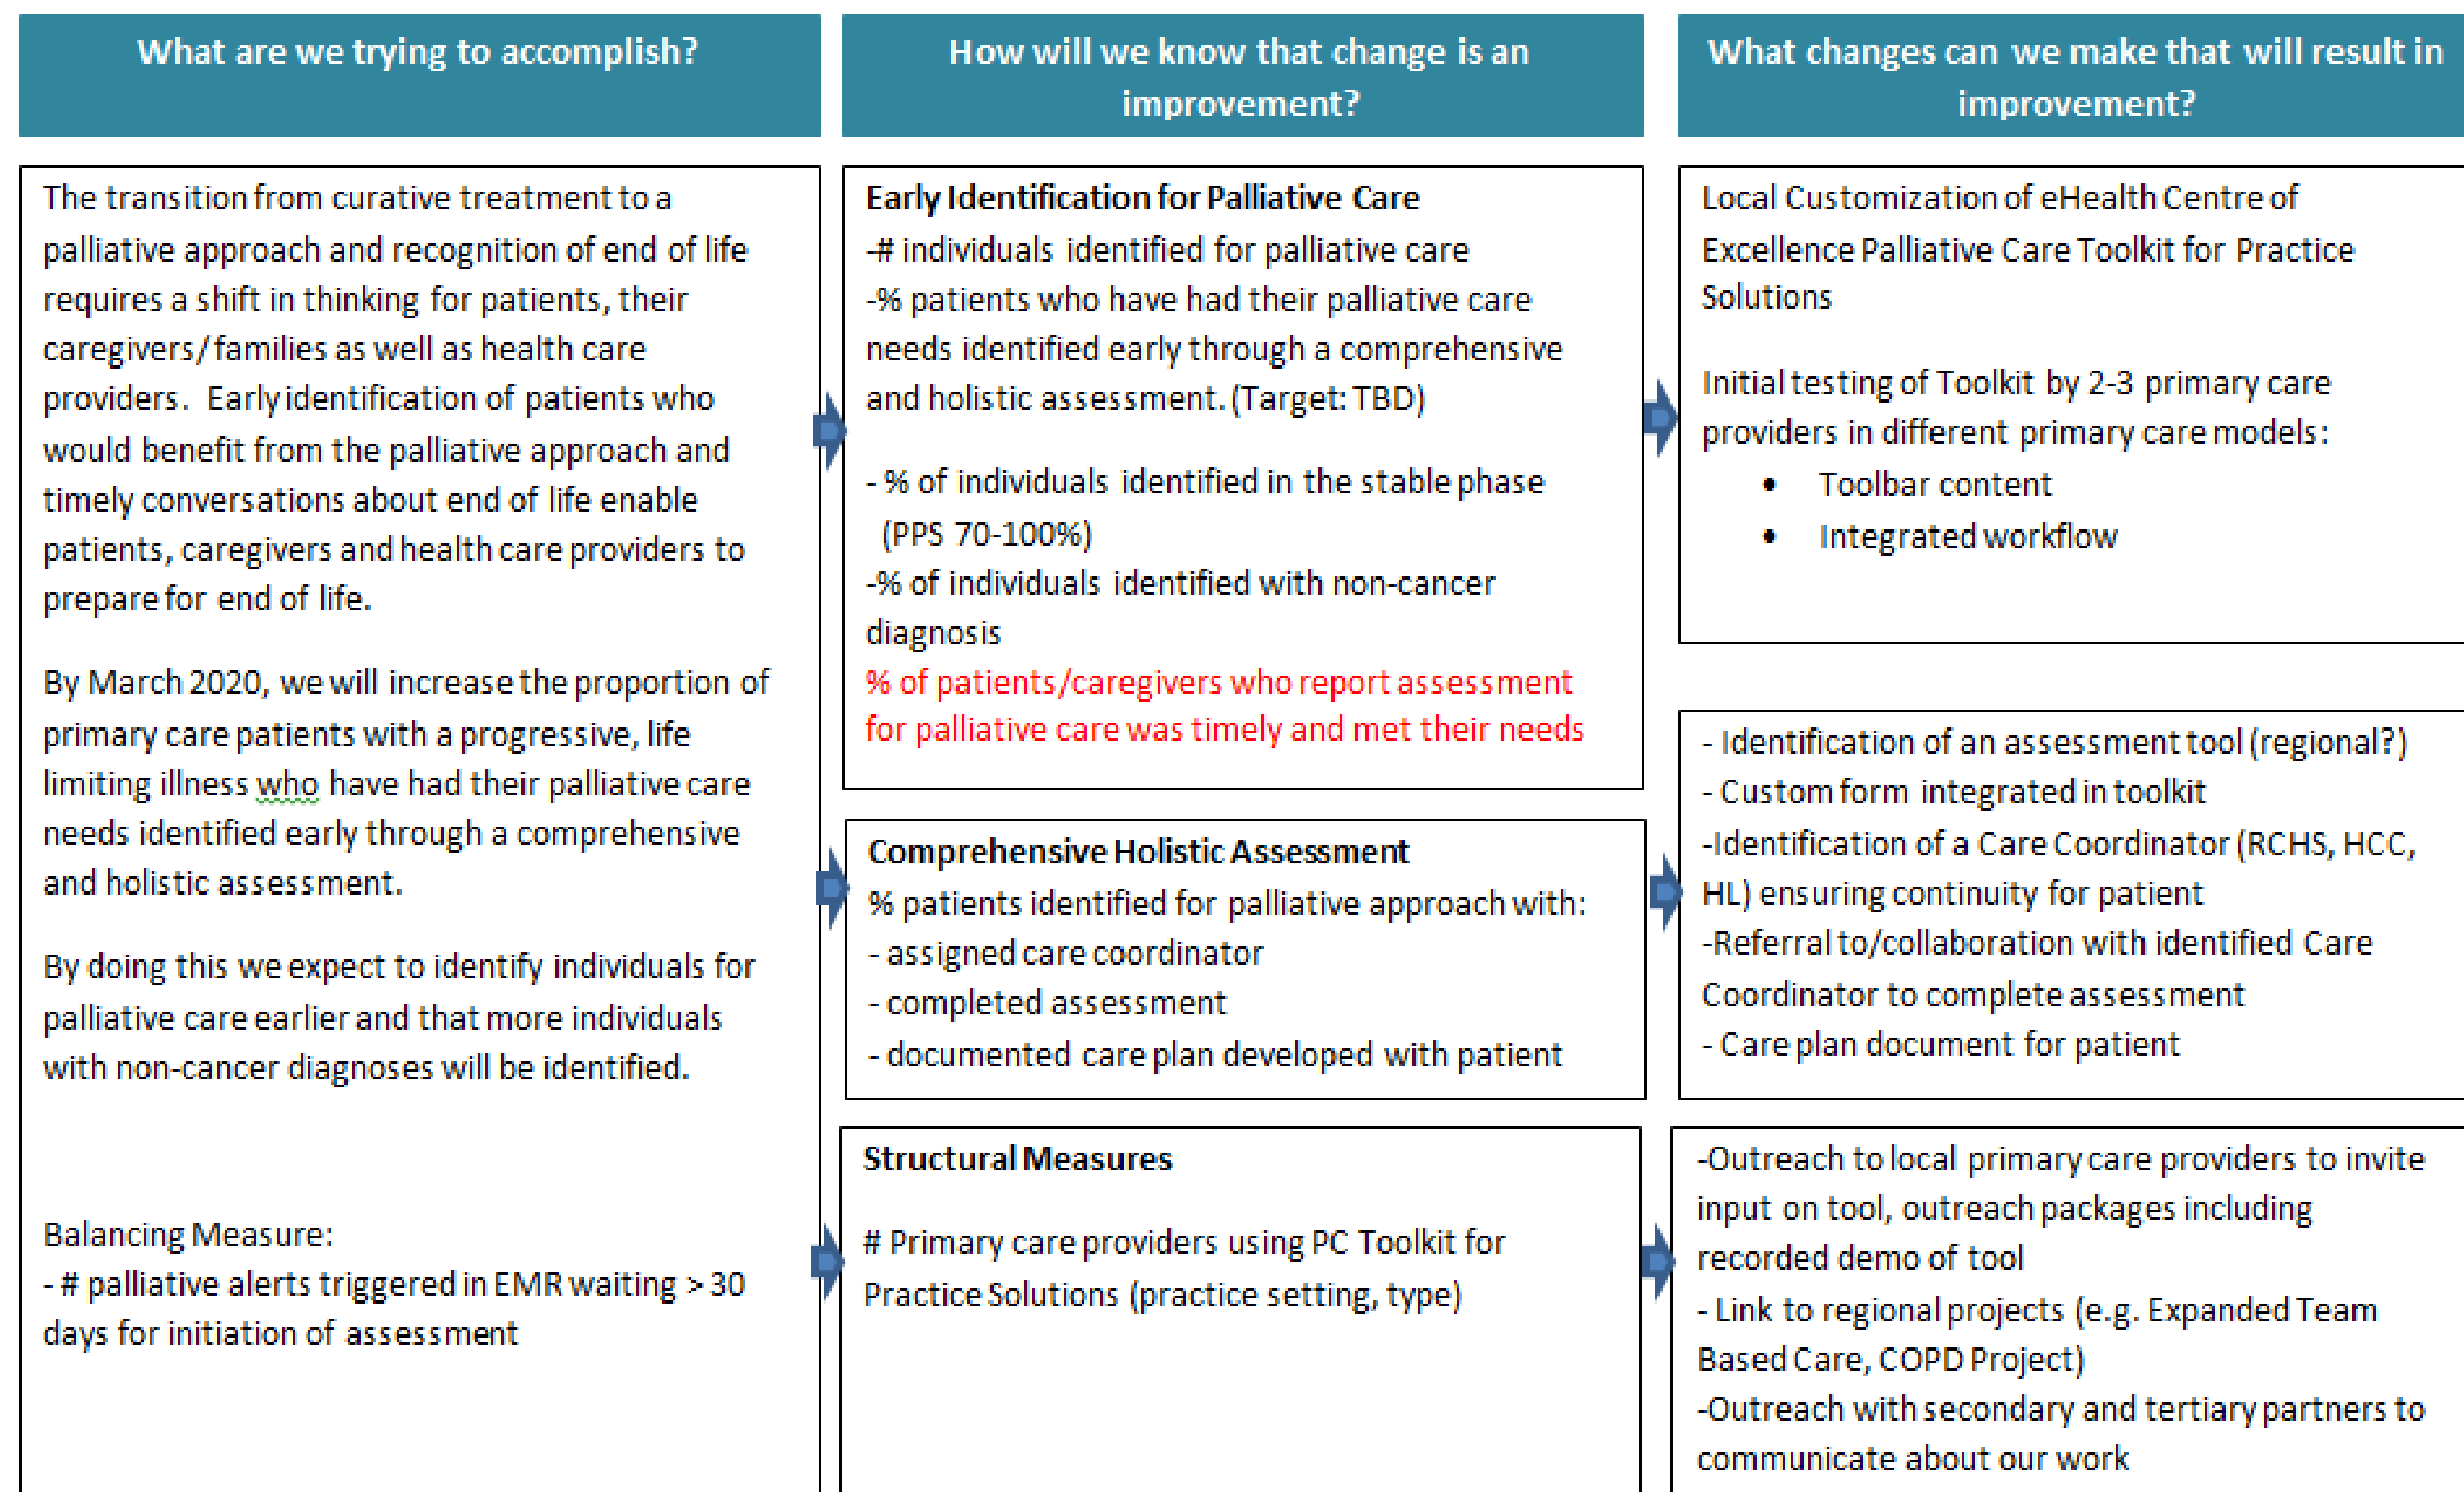 What are we trying to accomplish?
The transition from curative treatment to a
palliative approach and recognition of end of life
requires a shift in thinking for patients, their
caregivers/families as well as health care
providers.  Early identification of patients who
would benefit from the palliative approach and
timely conversations about end of life enable
patients, caregivers and health care providers to
prepare for end of life.
By March 2020, we will increase the proportion of
primary care patients with a progressive, life
limiting illness who have had their palliative care
needs identified early through a comprehensive
and holistic assessment.
By doing this we expect to identify individuals for
palliative care earlier and that more individuals
with non-cancer diagnoses will be identified.
Balancing Measure:
- # palliative alerts triggered in EMR waiting > 30
days for initiation of assessment
How will we know that change is an
improvement?
Early Identification for Palliative Care
-# individuals identified for palliative care
-% patients who have had their palliative care
needs identified early through a comprehensive
and holistic assessment. (Target: TBD)
- % of individuals identified in the stable phase
(PPS 70-100%)
-% of individuals identified with non-cancer
diagnosis
% of patients/caregivers who report assessment
for palliative care was timely and met their needs
Comprehensive Holistic Assessment
% patients identified for palliative approach with:
- assigned care coordinator
- completed assessment
- documented care plan developed with patient
Structural Measures
# Primary care providers using PC Toolkit for
Practice Solutions (practice setting, type)
What changes can we make that will result in
improvement?
Local Customization of eHealth Centre of
Excellence Palliative Care Toolkit for Practice
Solutions
Initial testing of Toolkit by 2-3 primary care
providers in different primary care models:
• Toolbar content
• Integrated workflow
- Identification of an assessment tool (regional?)
- Custom form integrated in toolkit
-Identification of a Care Coordinator (RCHS, HCC,
HL) ensuring continuity for patient
-Referral to/collaboration with identified Care
Coordinator to complete assessment
- Care plan document for patient
-Outreach to local primary care providers to invite
input on tool, outreach packages including
recorded demo of tool
- Link to regional projects (e.g. Expanded Team
Based Care, COPD Project)
-Outreach with secondary and tertiary partners to
communicate about our work